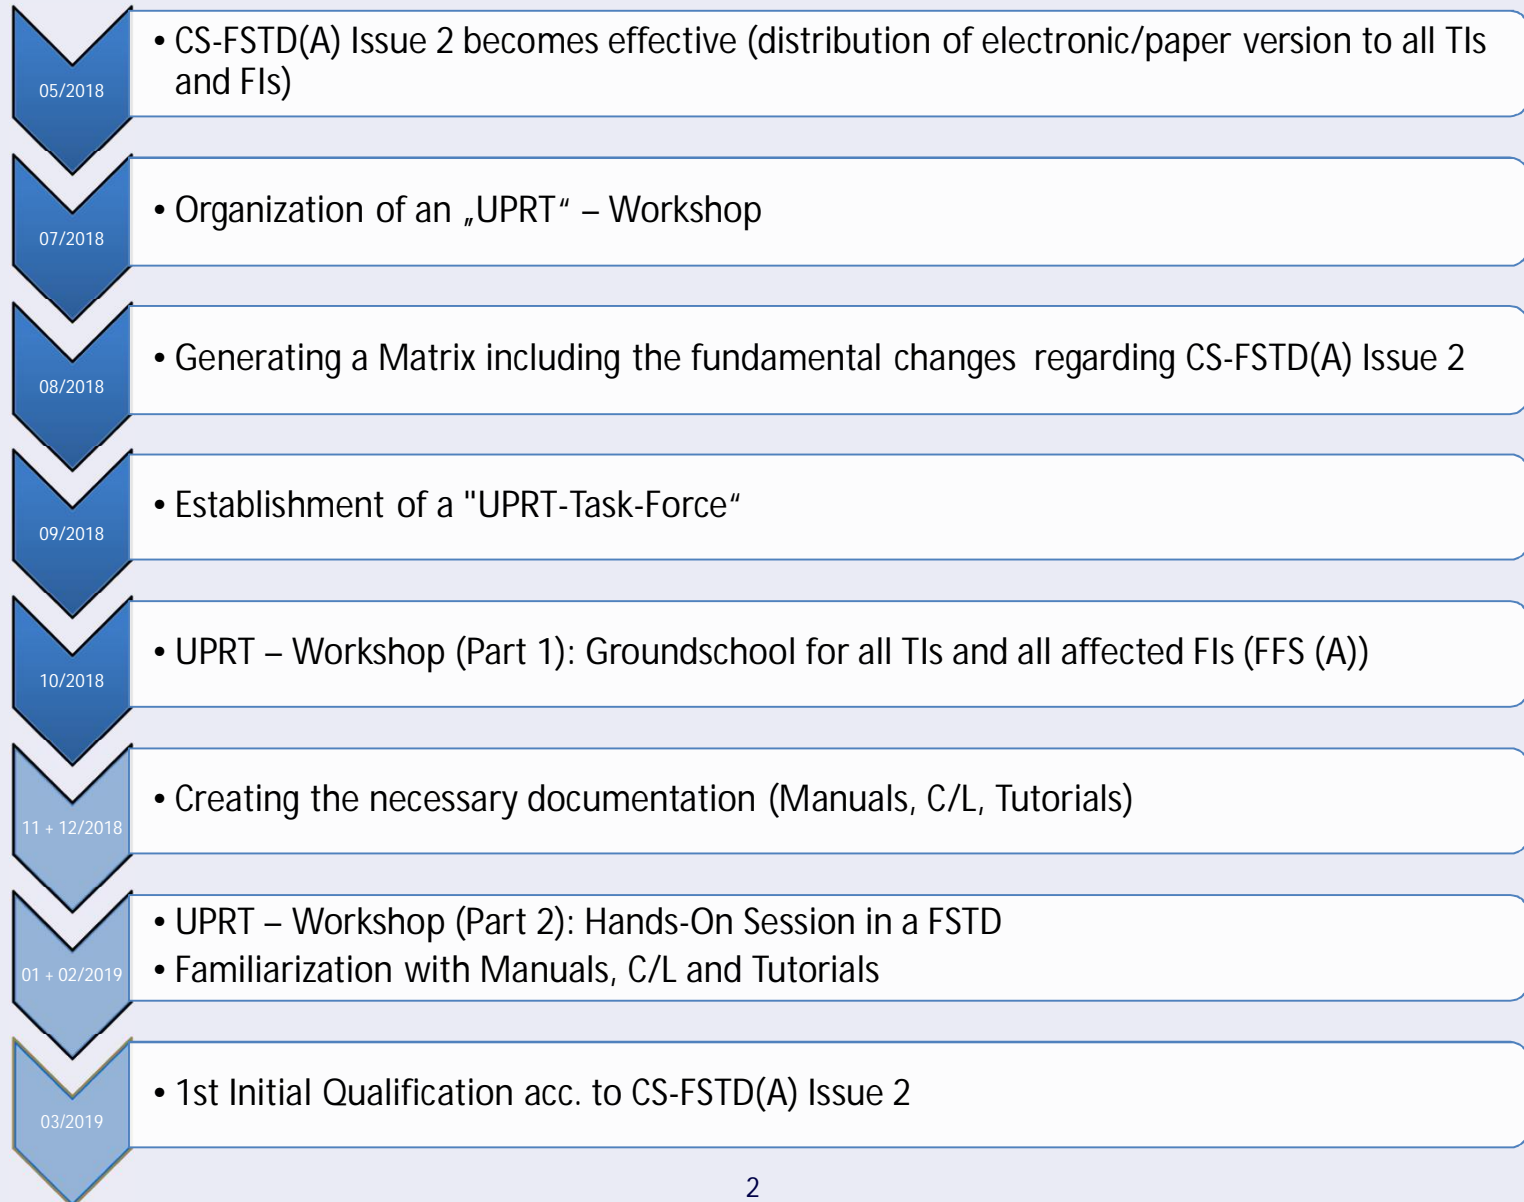 05/2018
• CS-FSTD(A) Issue 2 becomes effective (distribution of electronic/paper version to all TIs
and FIs)
07/2018
• Organization of an „UPRT“ – Workshop
08/2018
• Generating a Matrix including the fundamental changes regarding CS-FSTD(A) Issue 2
09/2018
• Establishment of a "UPRT-Task-Force“
10/2018
• UPRT – Workshop (Part 1): Groundschool for all TIs and all affected FIs (FFS (A))
11 + 12/2018
• Creating the necessary documentation (Manuals, C/L, Tutorials)
01 + 02/2019
• UPRT – Workshop (Part 2): Hands-On Session in a FSTD
• Familiarization with Manuals, C/L and Tutorials
03/2019
• 1st Initial Qualification acc. to CS-FSTD(A) Issue 2
2